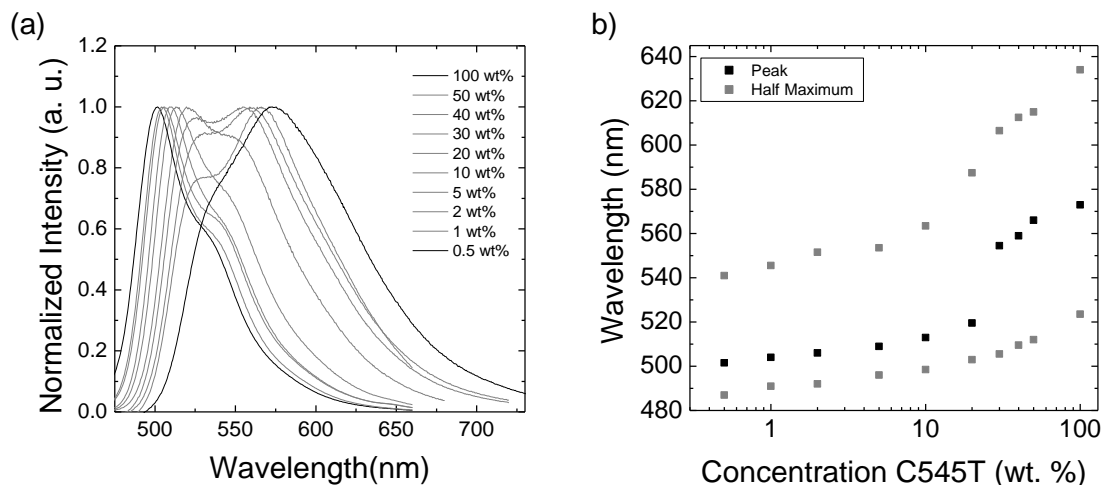 (a)
1.2
1.0
0.8
0.6
0.4
0.2
0.0
Normalized Intensity (a. u.)
500 550 600 650 700
Wavelength(nm)
100 wt%
50 wt%
40 wt%
30 wt%
20 wt%
10 wt%
5 wt%
2 wt%
1 wt%
0.5 wt%
b)
640
620
600
580
560
540
520
500
480
Wavelength (nm)
Peak
Half Maximum
1 10 100
Concentration C545T (wt. %)